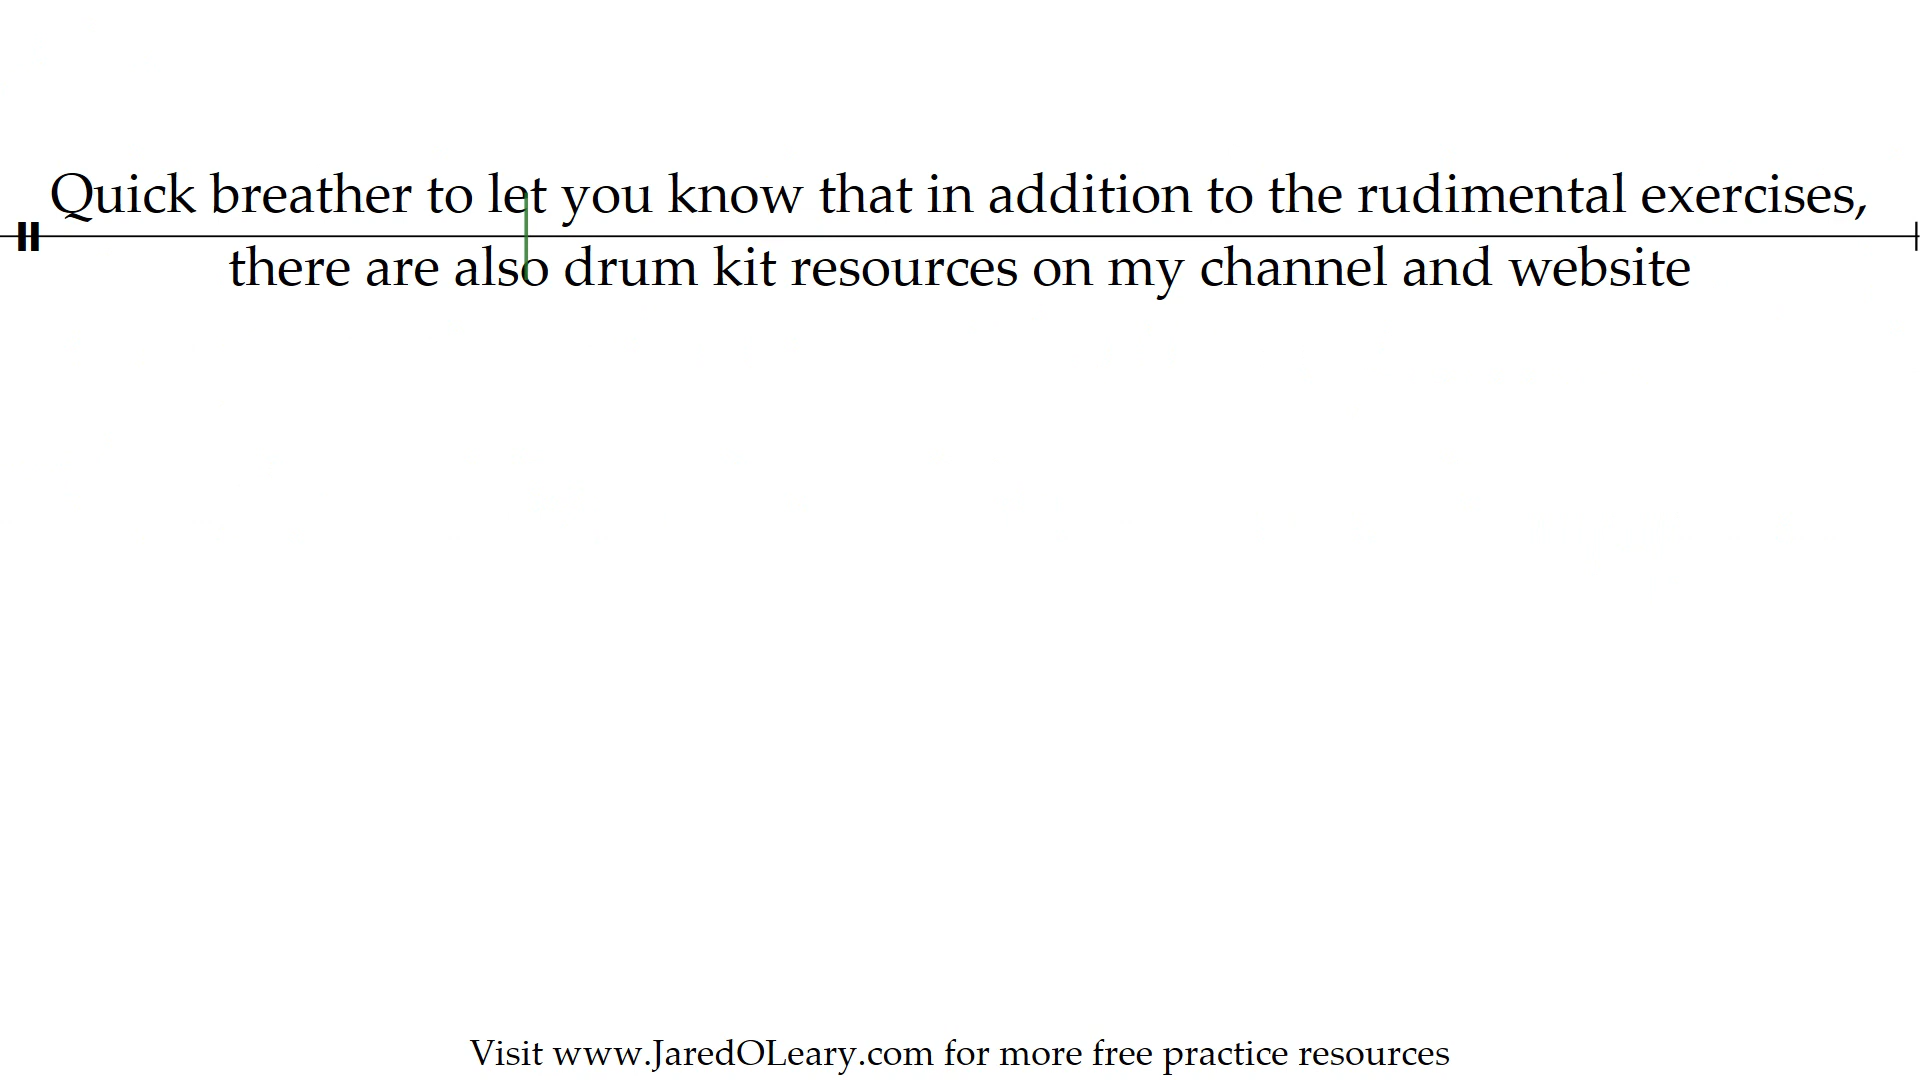 Quick breather to let you know that in addition to the rudimental exercises,
there are also drum kit resources on my channel and website
Visit www.JaredOLeary.com for more free practice resources